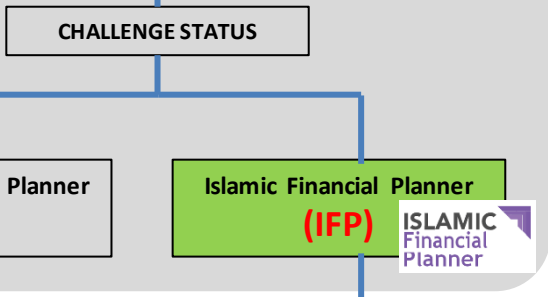 CHALLENGE STATUS
Planner
Islamic Financial Planner
(IFP)
ISLAMIC
Financial
Planner